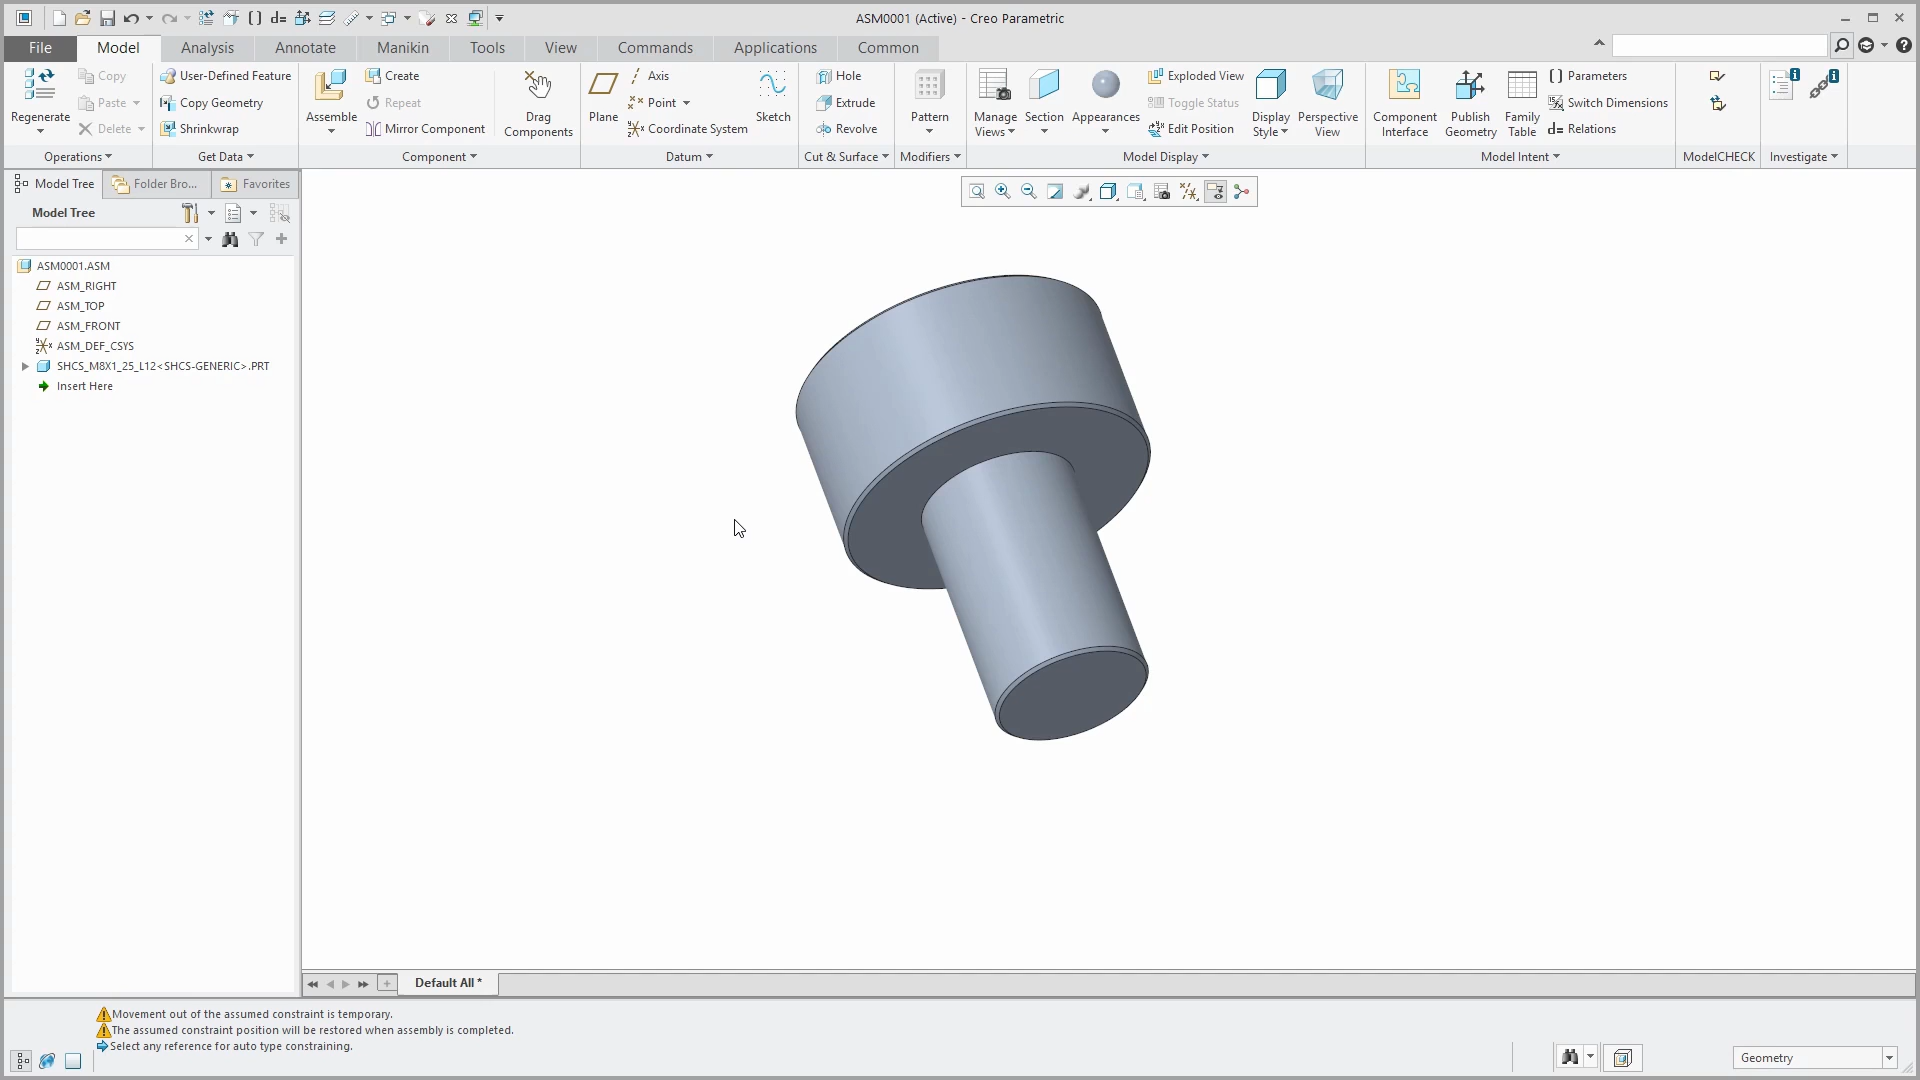 ASM0001 (Active) - Creo Parametric
File Model Analysis Annotate Manikin Tools View Commands Applications Common
Regenerate
Copy
Paste
Delete
Operations
User-Defined Feature
Copy Geometry
Shrinkwrap
Get Data
Assemble
Create
Repeat
Mirror Component
Drag
Components
Component
Plane
Axis
Point
Coordinate System
Sketch
Datum
Hole
Extrude
Revolve
Cut & Surface
Pattern
Modifiers
Manage
Views
Section
Appearances
Exploded View
Toggle Status
Edit Position
Display
Style
Perspective
View
Model Display
Component
Interface
Publish
Geometry
Family
Table
Parameters
Switch Dimensions
d= Relations
Model Intent
ModelCHECK
Investigate
Model Tree
Folder Bro...
Favorites
Model Tree
ASM0001.ASM
ASM_RIGHT
ASM_TOP
ASM_FRONT
ASM_DEF_CSYS
SHCS_M8X1_25_L12<SHCS-GENERIC>.PRT
Insert Here
Default All *
Movement out of the assumed constraint is temporary.
The assumed constraint position will be restored when assembly is completed.
Select any reference for auto type constraining.
Geometry